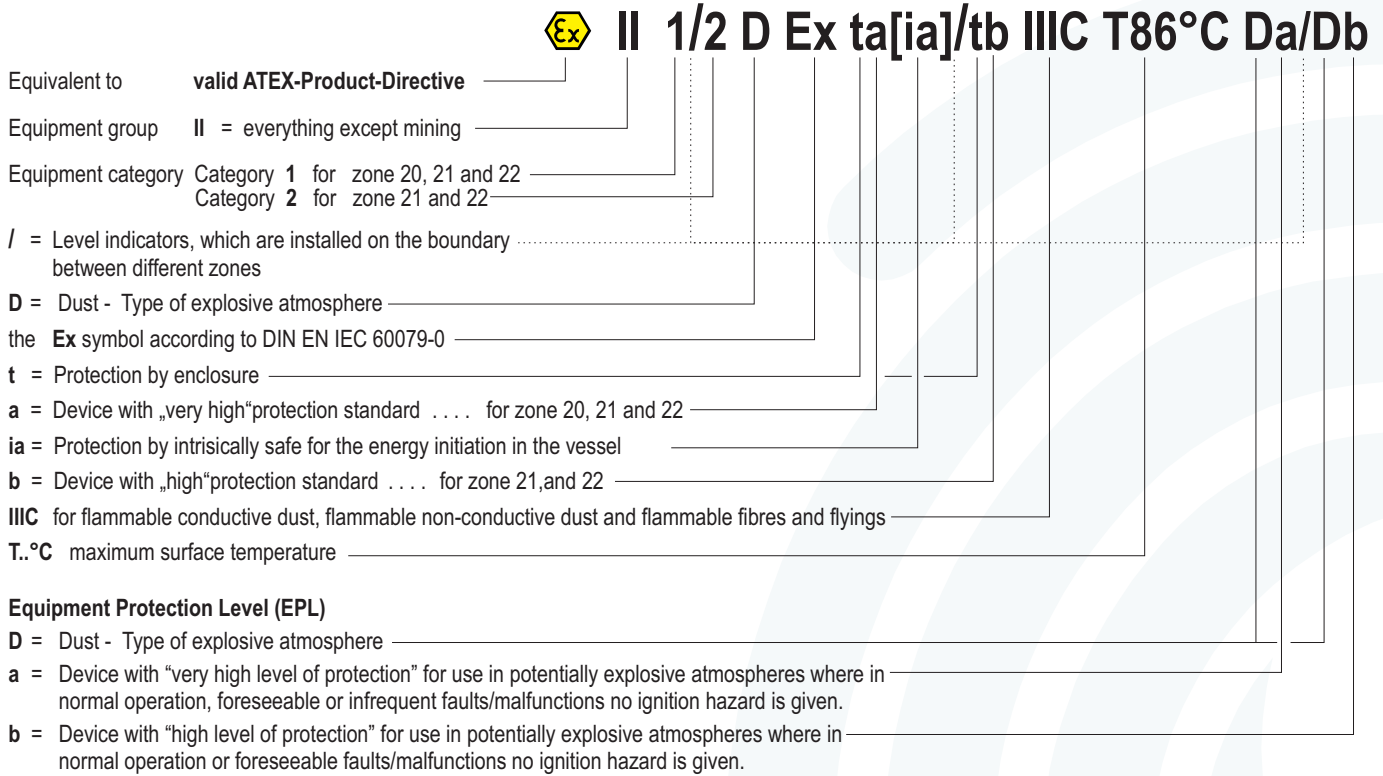 Ex II 1/2 D Ex ta[ia]/tb IIIC T86°C Da/Db
Equivalent to valid ATEX-Product-Directive
Equipment group II = everything except mining
Equipment category Category 1 for zone 20, 21 and 22
Category 2 for zone 21 and 22
/ = Level indicators, which are installed on the boundary
between different zones
D = Dust - Type of explosive atmosphere
the Ex symbol according to DIN EN IEC 60079-0
t = Protection by enclosure
a = Device with „very high“protection standard . . . . for zone 20, 21 and 22
ia = Protection by intrisically safe for the energy initiation in the vessel
b = Device with „high“protection standard . . . . for zone 21,and 22
IIIC for flammable conductive dust, flammable non-conductive dust and flammable fibres and flyings
T..°C maximum surface temperature
Equipment Protection Level (EPL)
D = Dust - Type of explosive atmosphere
a = Device with “very high level of protection” for use in potentially explosive atmospheres where in
normal operation, foreseeable or infrequent faults/malfunctions no ignition hazard is given.
b = Device with “high level of protection” for use in potentially explosive atmospheres where in
normal operation or foreseeable faults/malfunctions no ignition hazard is given.